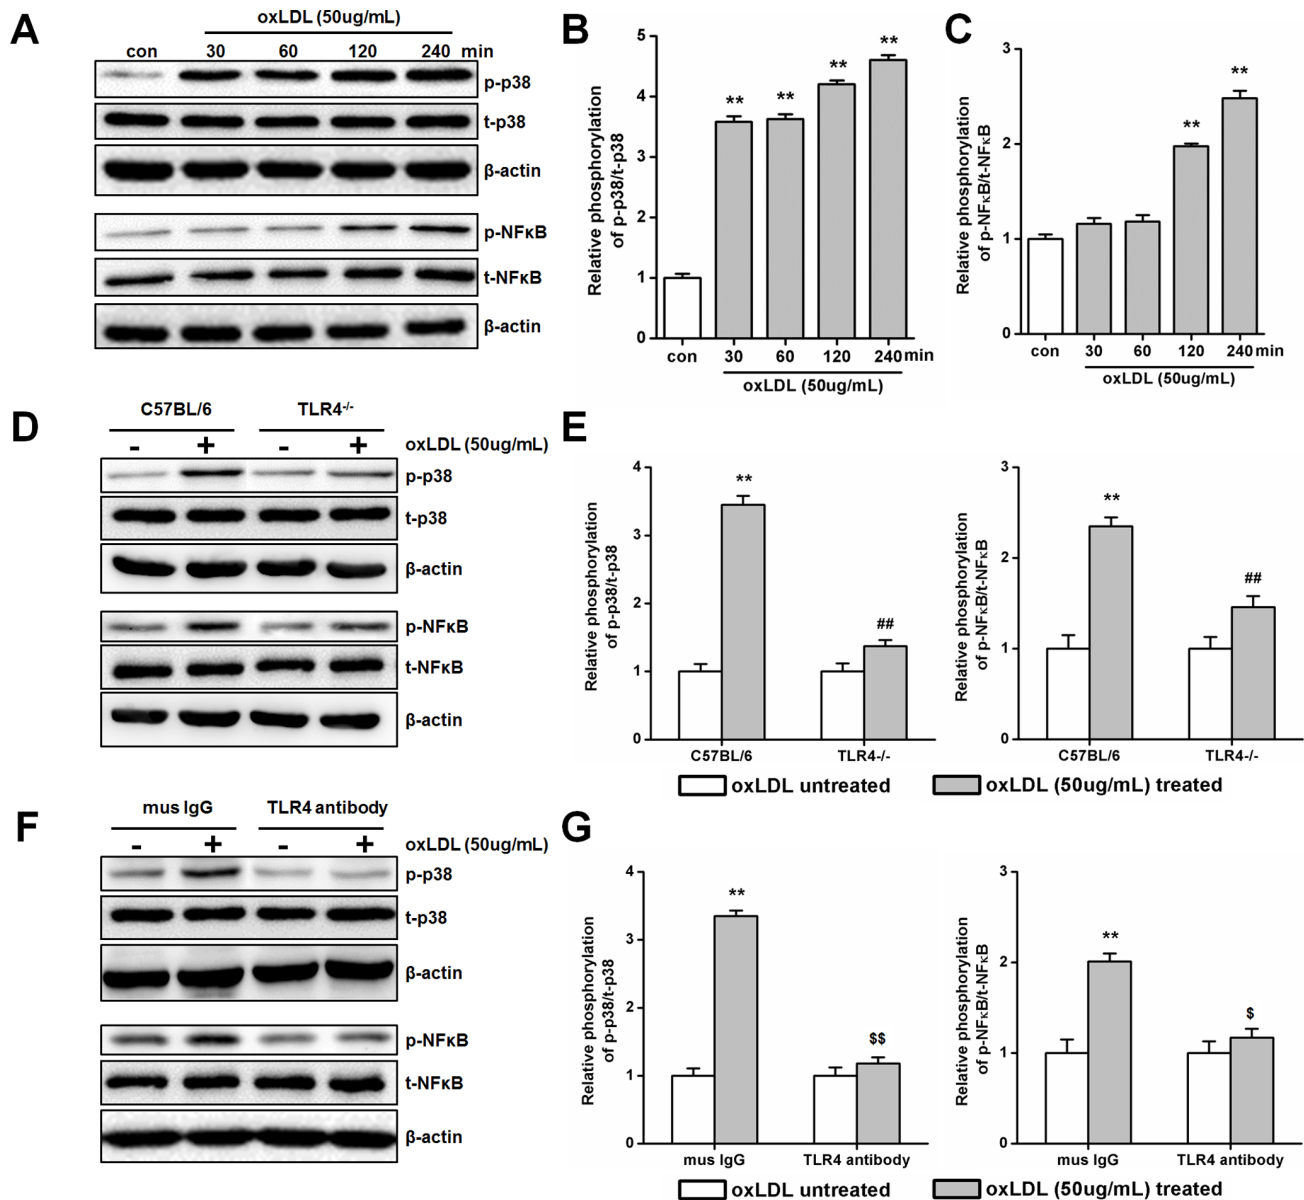 A
oxLDL (50ug/mL)
con 30 60 120 240 min
p-p38
t-p38
β-actin
p-NFκB
t-NFκB
β-actin
B
Relative phosphorylation
of p-p38/t-p38
5
4
3
2
1
0
** ** ** **
con 30 60 120 240 min
oxLDL (50ug/mL)
C
Relative phosphorylation
of p-NFκB/t-NFκB
3
2
1
0
** **
con 30 60 120 240 min
oxLDL (50ug/mL)
D
C57BL/6 TLR4-/-
- + - + oxLDL (50ug/mL)
p-p38
t-p38
β-actin
p-NFκB
t-NFκB
β-actin
E
Relative phosphorylation
of p-p38/t-p38
4
3
2
1
0
** ##
C57BL/6 TLR4-/-
Relative phosphorylation
of p-NFκB/t-NFκB
3
2
1
0
** ##
C57BL/6 TLR4-/-
oxLDL untreated oxLDL (50ug/mL) treated
F
mus IgG TLR4 antibody
- + - + oxLDL (50ug/mL)
p-p38
t-p38
β-actin
p-NFκB
t-NFκB
β-actin
G
Relative phosphorylation
of p-p38/t-p38
4
3
2
1
0
** $$
mus IgG TLR4 antibody
Relative phosphorylation
of p-NFκB/t-NFκB
3
2
1
0
** $
mus IgG TLR4 antibody
oxLDL untreated oxLDL (50ug/mL) treated